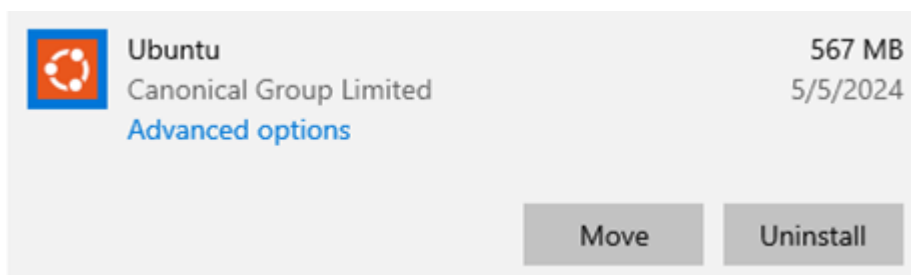 Ubuntu 567 MB
Canonical Group Limited 5/5/2024
Advanced options
Move Uninstall